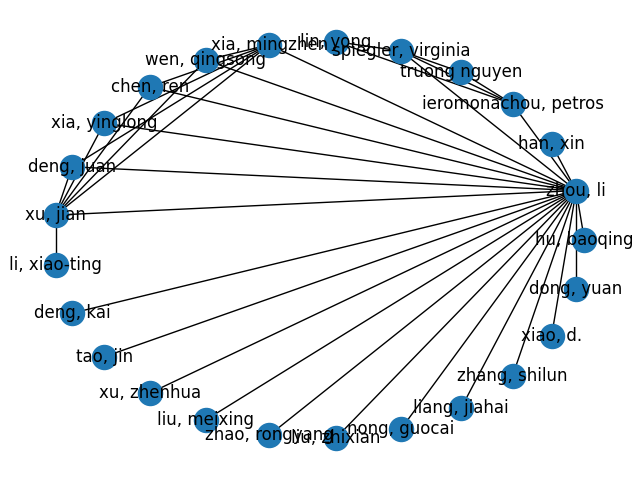 lin, yong
xia, mingzhen
spiegler, virginia
wen, qingsong
truong nguyen
chen, ren
ieromonachou, petros
xia, yinglong
han, xin
deng, juan
zhou, li
xu, jian
hu, baoqing
li, xiao-ting
dong, yuan
deng, kai
xiao, d.
tao, jin
zhang, shilun
xu, zhenhua
liang, jiahai
liu, meixing
nong, guocai
zhao, rongyang
liu, zhixian